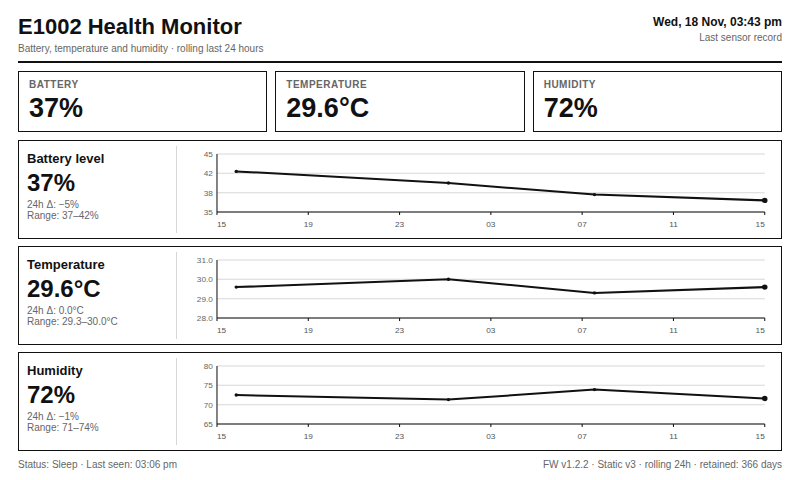 E1002 Health Monitor
Wed, 18 Nov, 03:43 pm
Battery, temperature and humidity · rolling last 24 hours
Last sensor record
BATTERY
37%
TEMPERATURE
29.6°C
HUMIDITY
72%
Battery level
37%
24h Δ: −5%
Range: 37–42%
45
42
38
35
15 19 23 03 07 11 15
Temperature
29.6°C
24h Δ: 0.0°C
Range: 29.3–30.0°C
31.0
30.0
29.0
28.0
15 19 23 03 07 11 15
Humidity
72%
24h Δ: −1%
Range: 71–74%
80
75
70
65
15 19 23 03 07 11 15
Status: Sleep · Last seen: 03:06 pm
FW v1.2.2 · Static v3 · rolling 24h · retained: 366 days